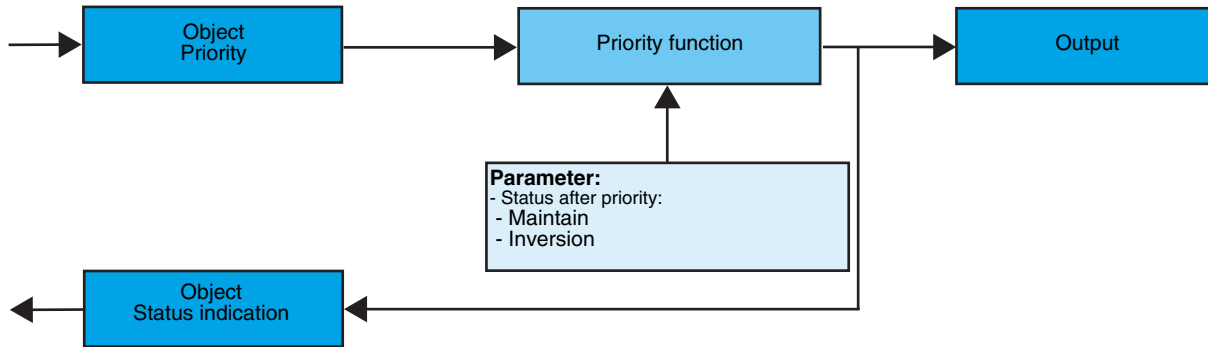 Object
Priority
Priority function
Output
Parameter:
- Status after priority:
- Maintain
- Inversion
Object
Status indication